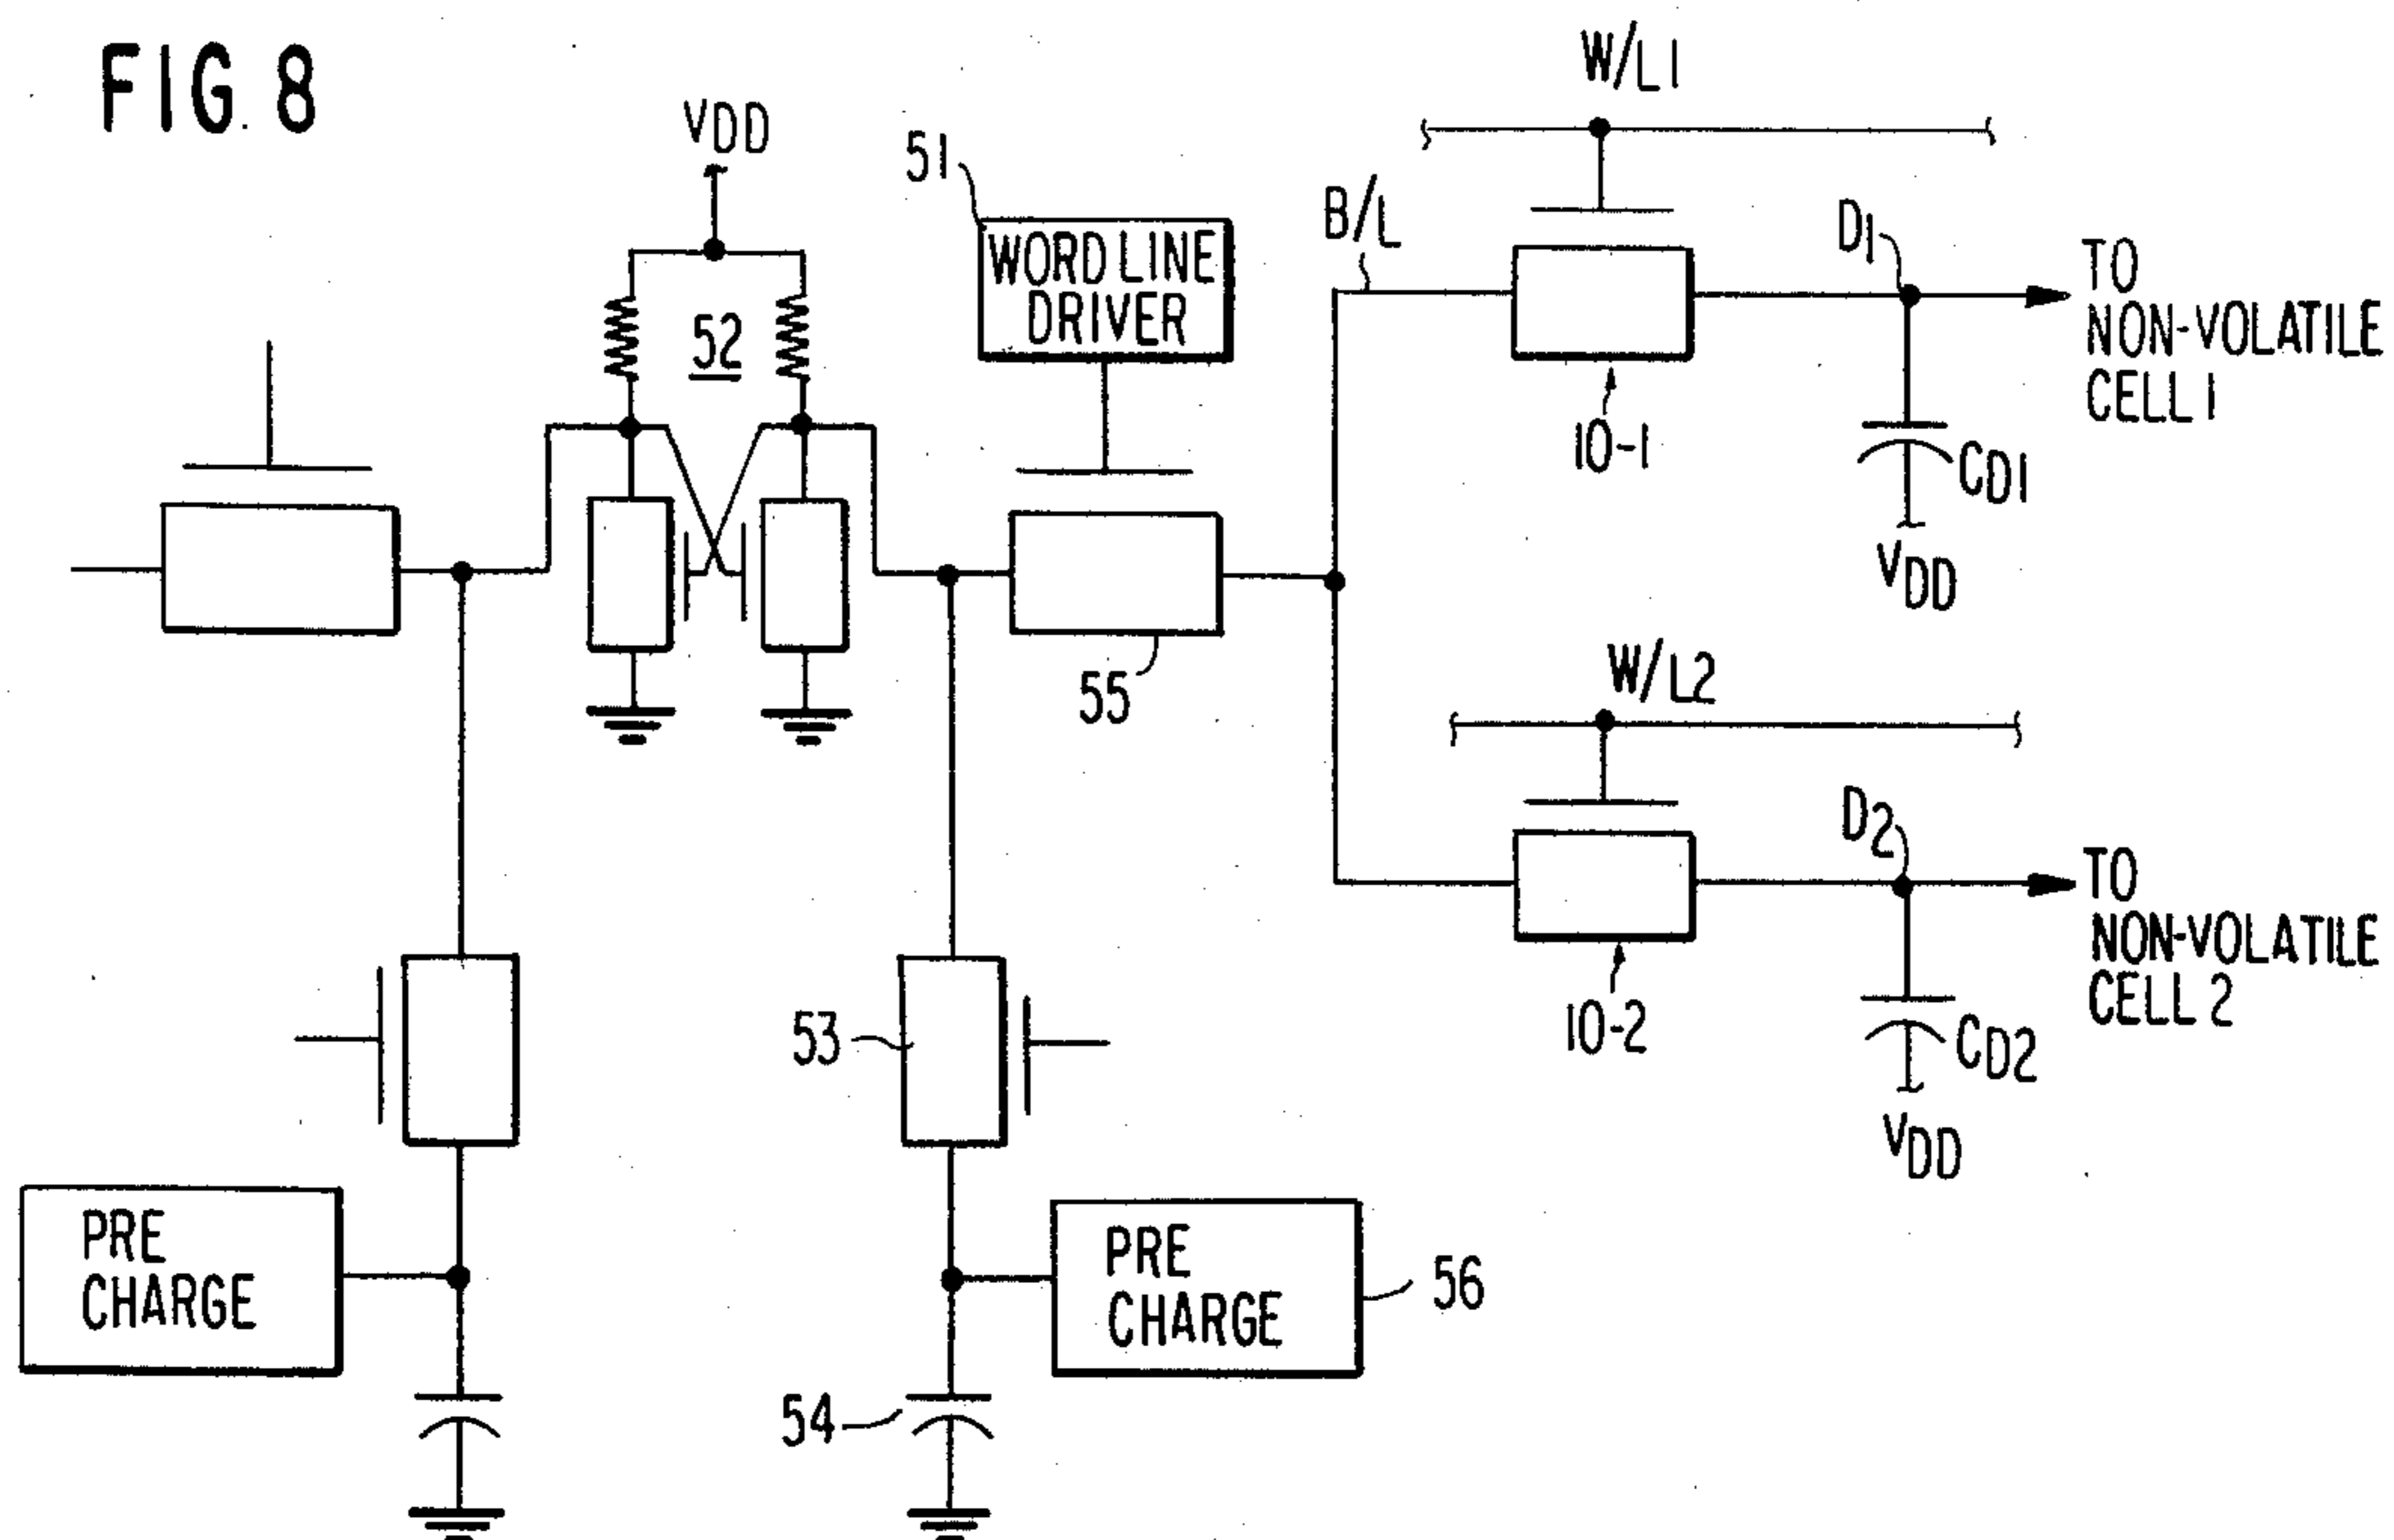 FIG. 8
VDD
52
51
WORD LINE
DRIVER
55
B/L
W/L1
10-1
D1
TO
NON-VOLATILE
CELL 1
CD1
VDD
W/L2
10-2
D2
TO
NON-VOLATILE
CELL 2
CD2
VDD
53
PRE
CHARGE
54
PRE
CHARGE
56